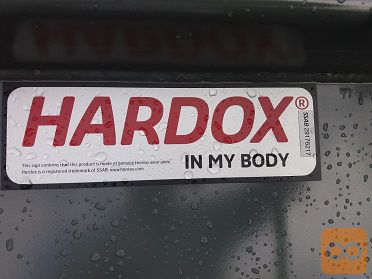 HARDOX®
IN MY BODY
This sign confirms that this product is made of genuine Hardox wear plate.
Hardox is a registered trademark of SSAB. www.hardox.com
SSAB